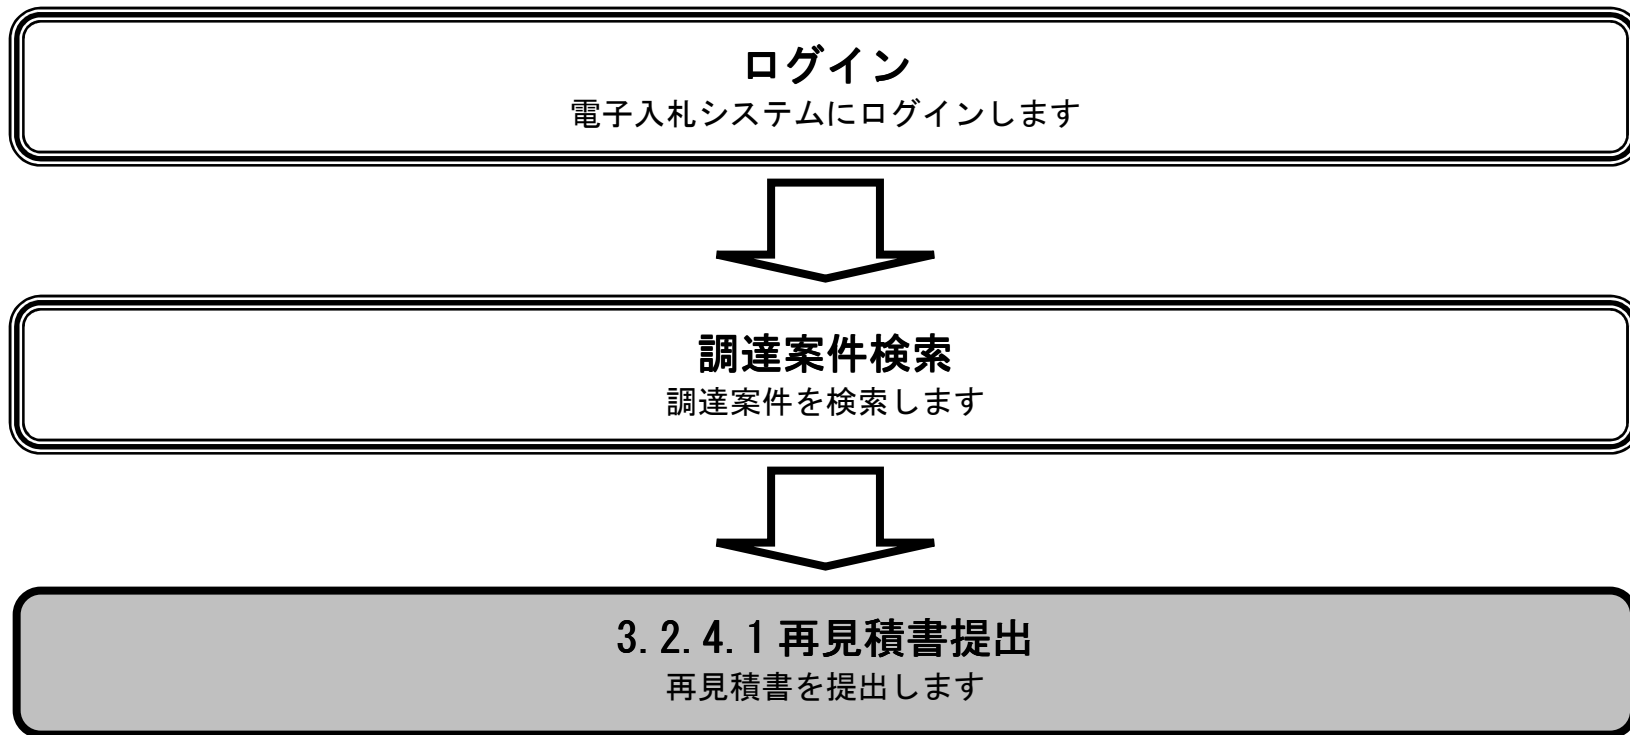 ログイン
電子入札システムにログインします
調達案件検索
調達案件を検索します
3.2.4.1再見積書提出
再見積書を提出します